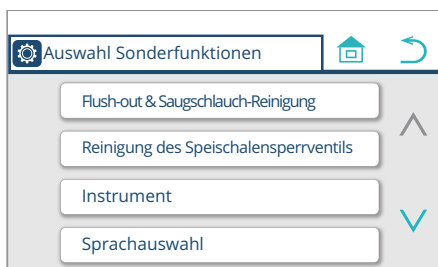 Auswahl Sonderfunktionen
Flush-out & Saugschlauch-Reinigung
Reinigung des Speischalensperrventils
Instrument
Sprachauswahl